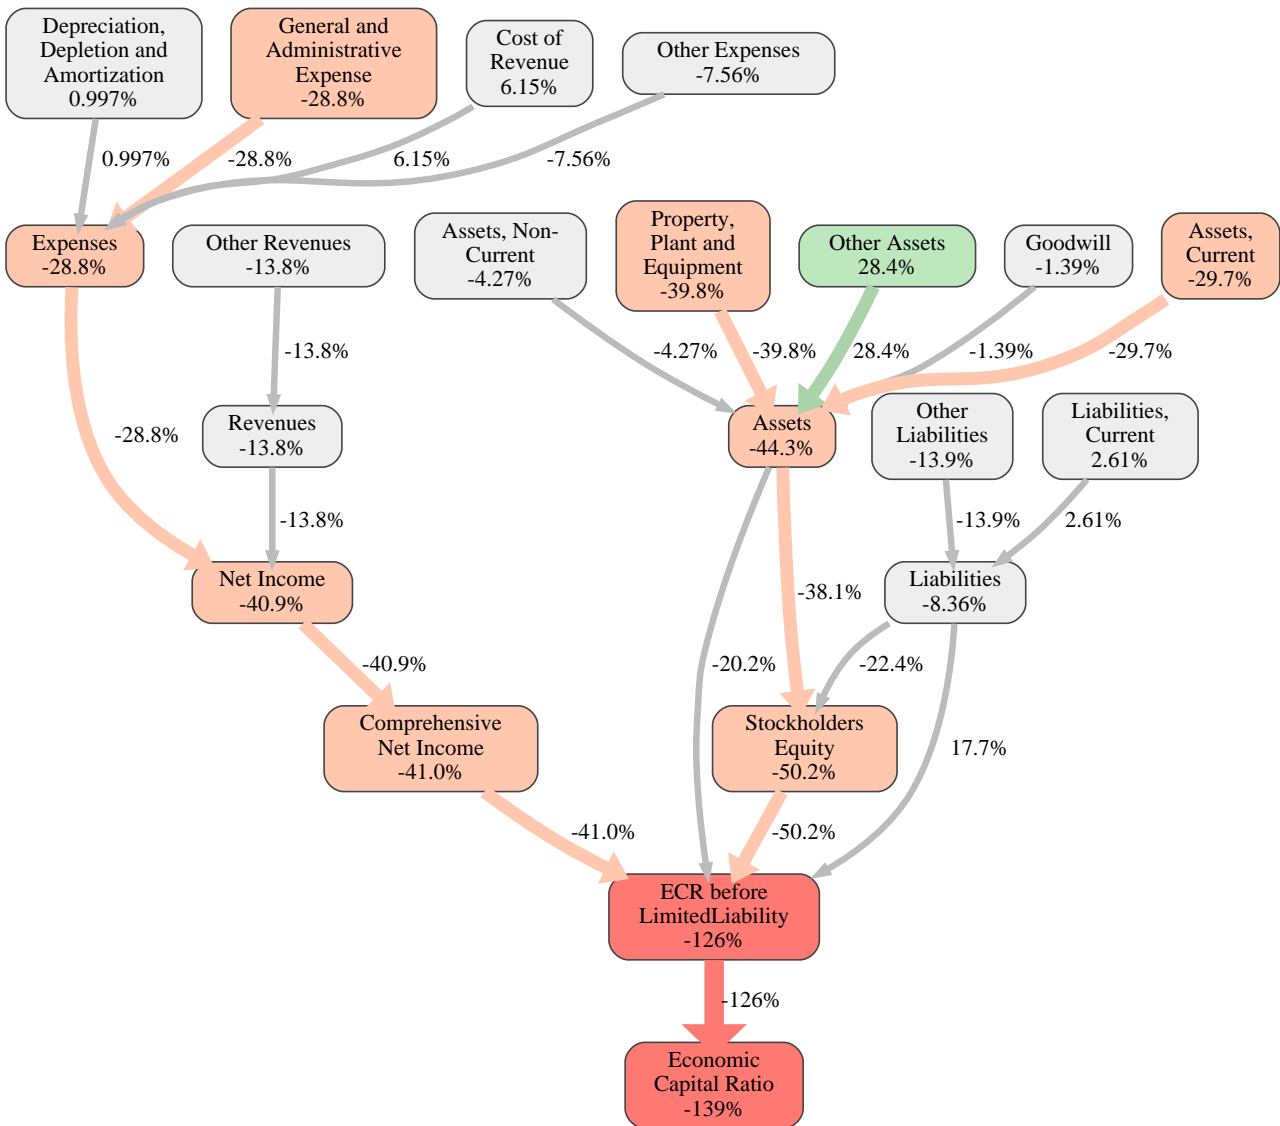 Depreciation,
Depletion and
Amortization
0.997%
General and
Administrative
Expense
-28.8%
Cost of
Revenue
6.15%
Other Expenses
-7.56%
0.997%
-28.8%
6.15%
-7.56%
Expenses
-28.8%
Other Revenues
-13.8%
Assets, Non-
Current
-4.27%
Property,
Plant and
Equipment
-39.8%
Other Assets
28.4%
Goodwill
-1.39%
Assets,
Current
-29.7%
-13.8%
-4.27%
-39.8%
28.4%
-1.39%
-29.7%
-28.8%
Revenues
-13.8%
Assets
-44.3%
Other
Liabilities
-13.9%
Liabilities,
Current
2.61%
-13.8%
-13.9%
2.61%
Net Income
-40.9%
-38.1%
Liabilities
-8.36%
-40.9%
-20.2%
-22.4%
Comprehensive
Net Income
-41.0%
Stockholders
Equity
-50.2%
17.7%
-41.0%
-50.2%
ECR before
LimitedLiability
-126%
-126%
Economic
Capital Ratio
-139%